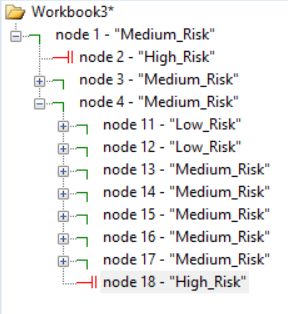 Workbook3*
node 1 - "Medium_Risk"
node 2 - "High_Risk"
node 3 - "Medium_Risk"
node 4 - "Medium_Risk"
node 11 - "Low_Risk"
node 12 - "Low_Risk"
node 13 - "Medium_Risk"
node 14 - "Medium_Risk"
node 15 - "Medium_Risk"
node 16 - "Medium_Risk"
node 17 - "Medium_Risk"
node 18 - "High_Risk"